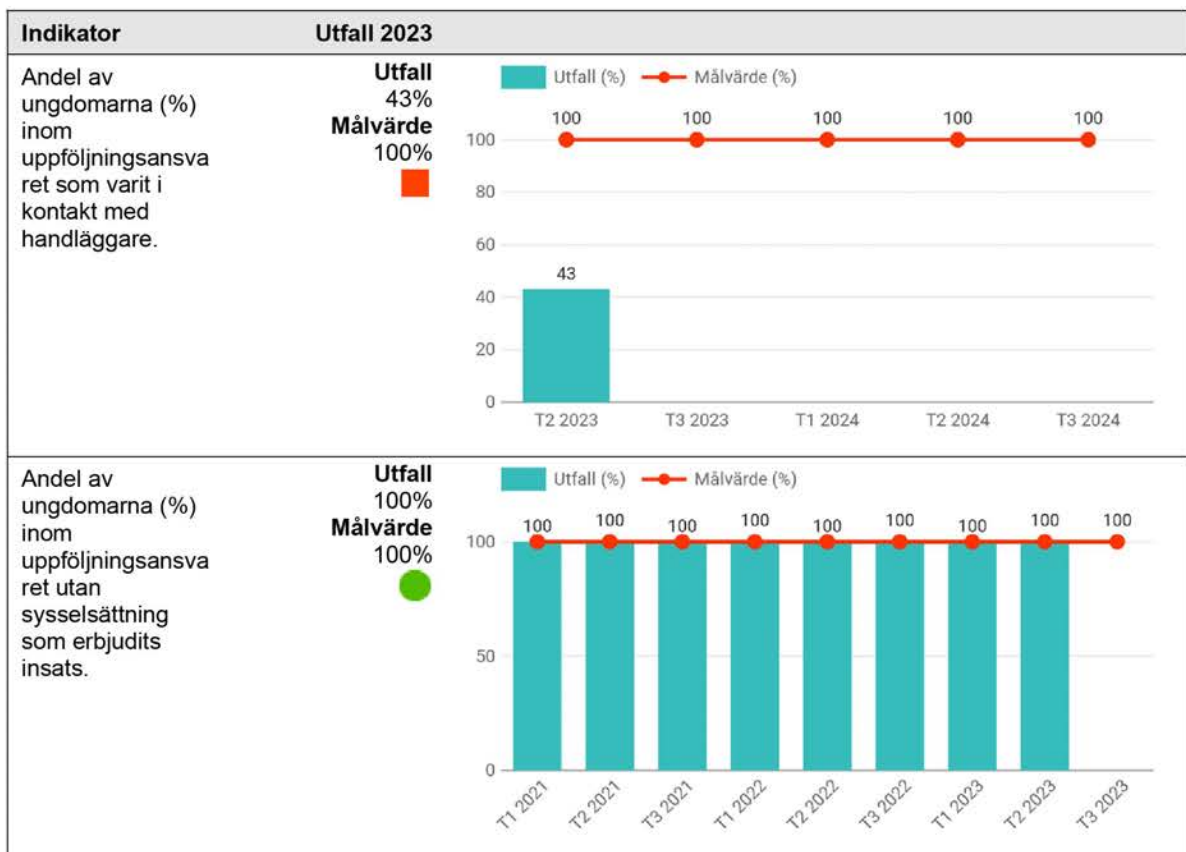 Indikator Utfall 2023
Andel av
ungdomarna (%)
inom
uppföljningsansva
ret som varit i
kontakt med
handläggare.
Utfall
43%
Målvärde
100%
Utfall (%) Målvärde (%)
100 100 100 100 100
100
80
60
43
40
20
0
T2 2023 T3 2023 T1 2024 T2 2024 T3 2024
Andel av
ungdomarna (%)
inom
uppföljningsansva
ret utan
sysselsättning
som erbjudits
insats.
Utfall
100%
Målvärde
100%
Utfall (%) Målvärde (%)
100 100 100 100 100 100 100 100 100
100
50
0
T1 2021 T2 2021 T3 2021 T1 2022 T2 2022 T3 2022 T1 2023 T2 2023 T3 2023